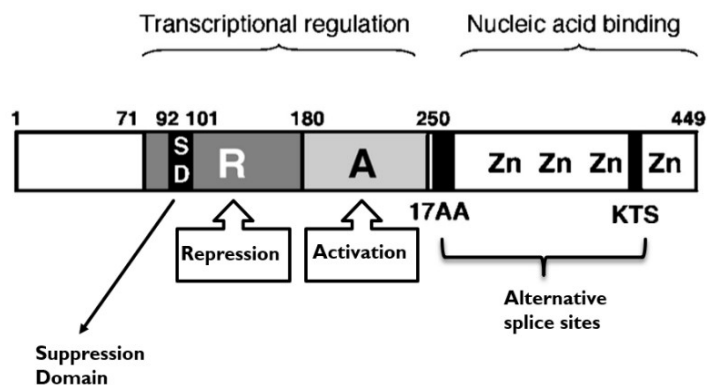 Transcriptional regulation Nucleic acid binding
1 71 92 101 180 250 449
SD R A Zn Zn Zn Zn
17AA KTS
Repression Activation
Alternative
splice sites
Suppression
Domain